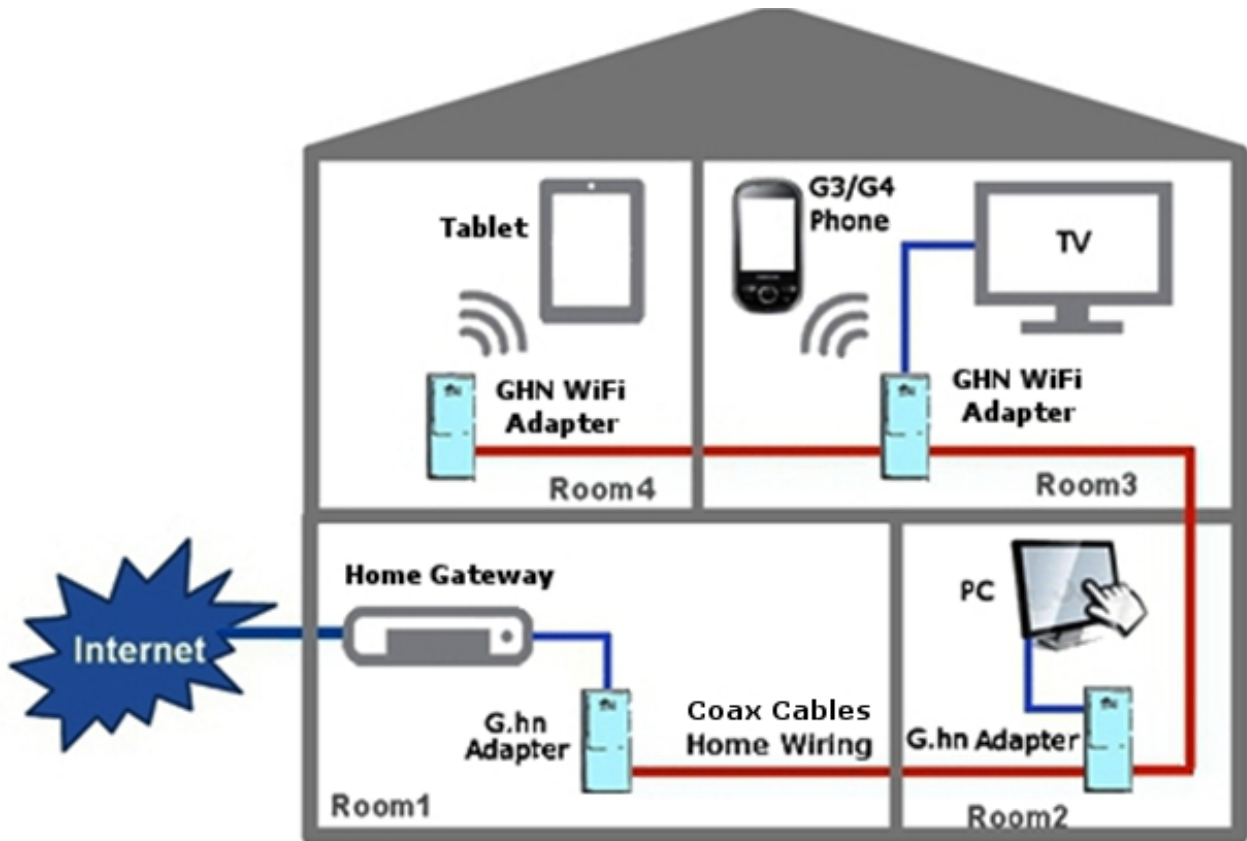 Tablet
G3/G4
Phone
TV
GHN WiFi
Adapter
GHN WiFi
Adapter
Room4
Room3
Home Gateway
PC
Internet
G.hn
Adapter
Coax Cables
Home Wiring
G.hn Adapter
Room1
Room2